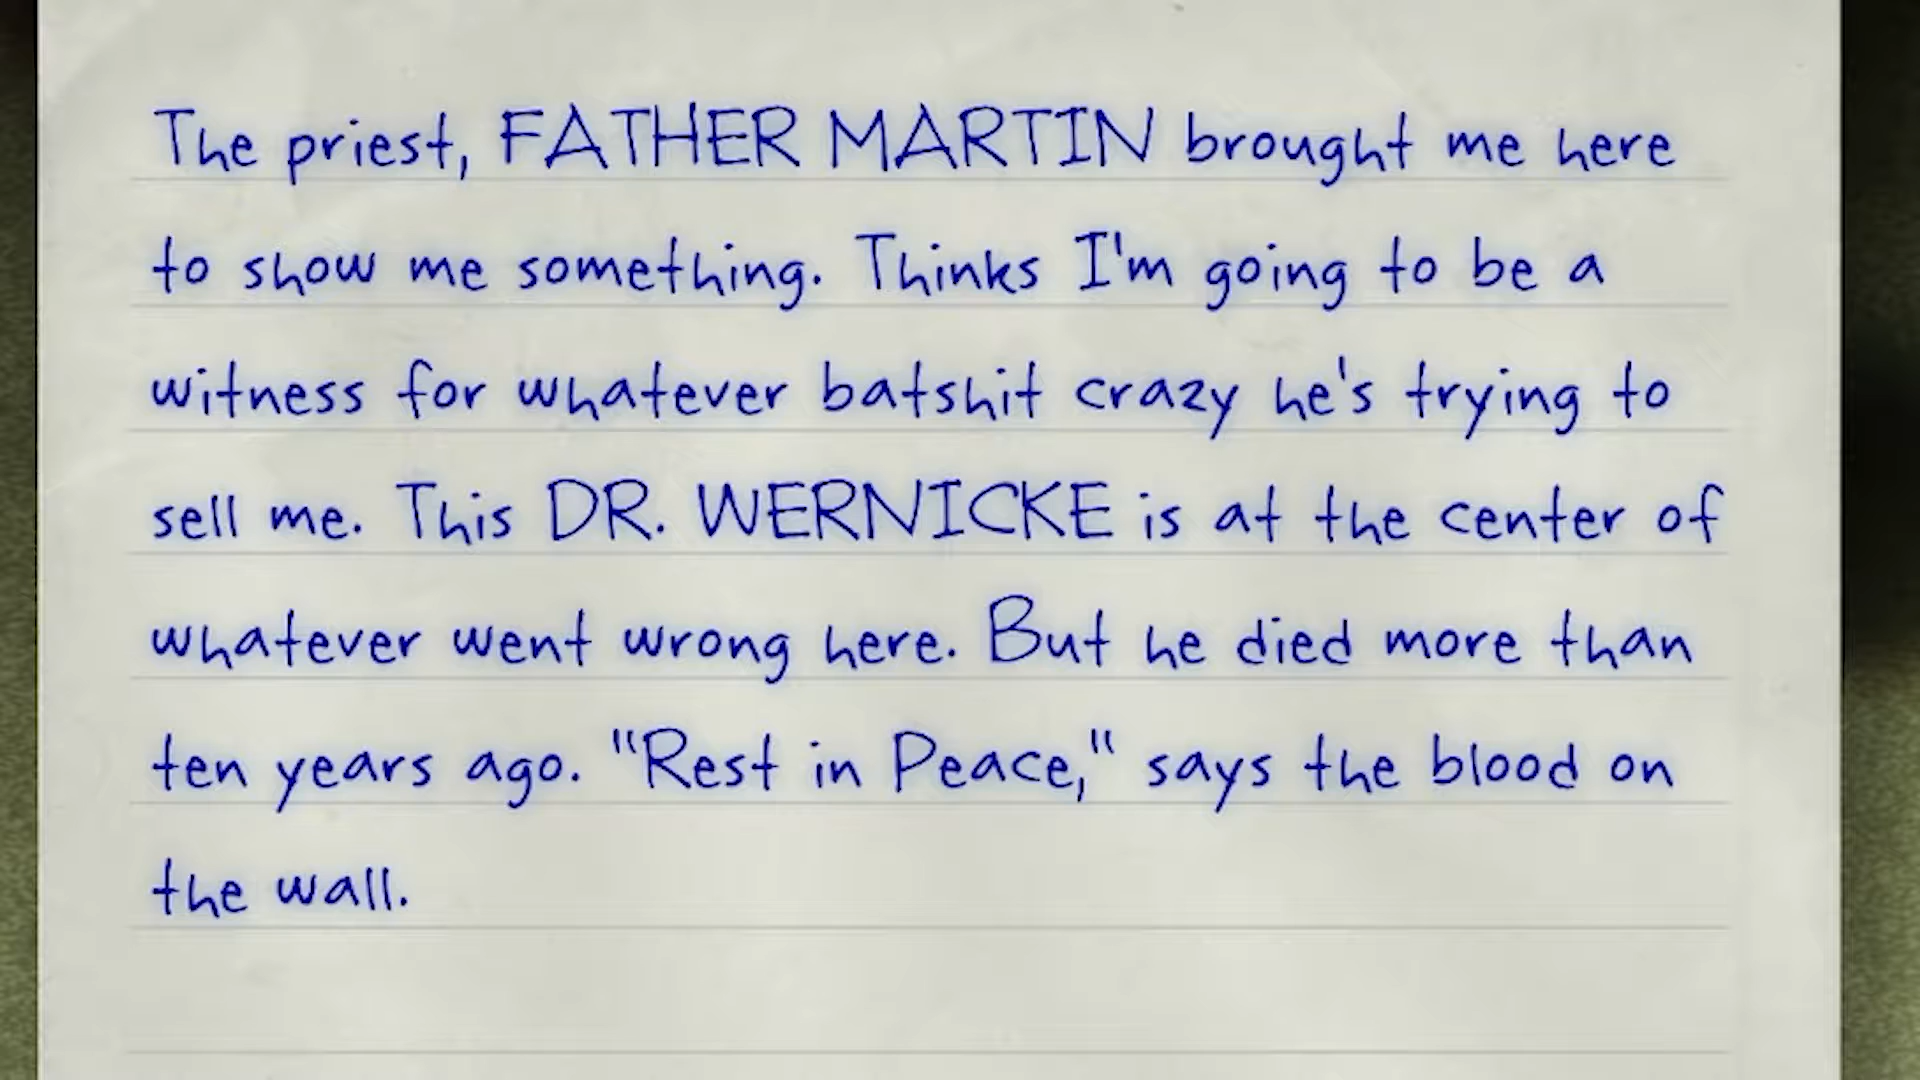 The priest, FATHER MARTIN brought me here
to show me something. Thinks I'm going to be a
witness for whatever batshit crazy he's trying to
sell me. This DR. WERNICKE is at the center of
whatever went wrong here. But he died more than
ten years ago. "Rest in Peace," says the blood on
the wall.